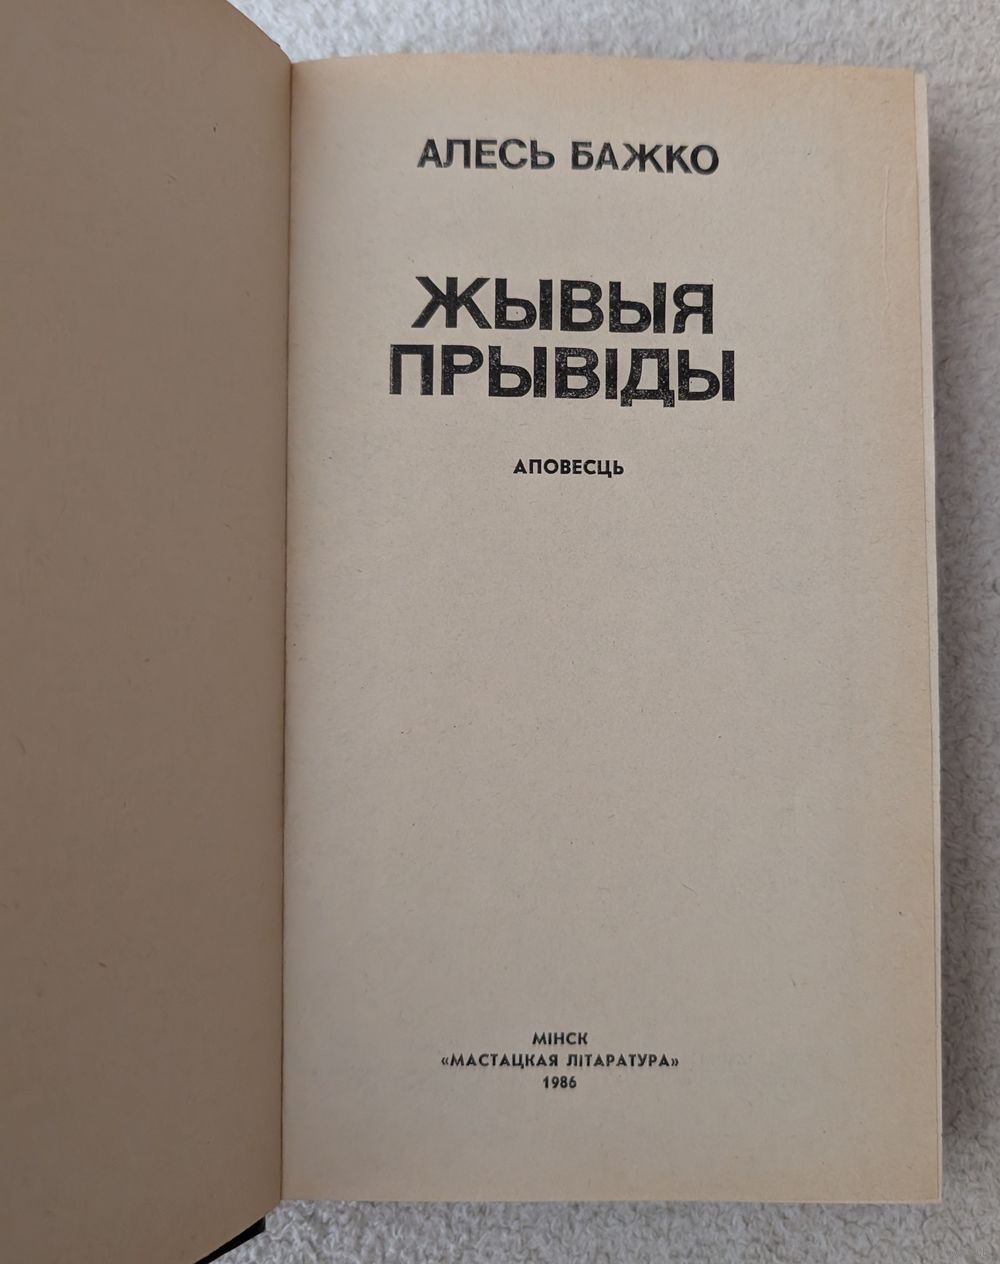 АЛЕСЬ БАЖКО
ЖЫВЫЯ
ПРЫВІДЫ
АПОВЕСЦЬ
МІНСК
«МАСТАЦКАЯ ЛІТАРАТУРА»
1986